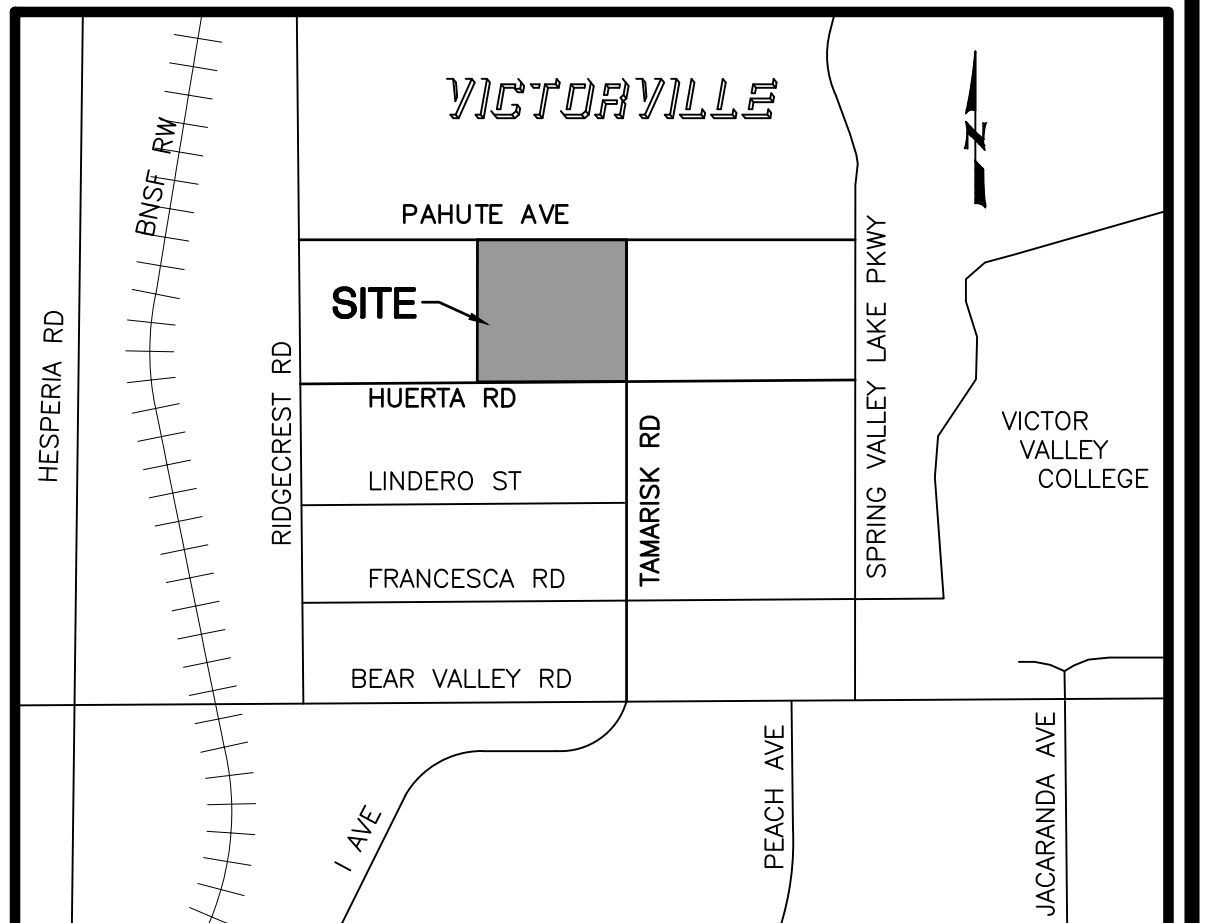 VICTORVILLE
N
BNSF RW
PAHUTE AVE
SITE
HESPERIA RD
RIDGECREST RD
SPRING VALLEY LAKE PKWY
HUERTA RD
TAMARISK RD
VICTOR
VALLEY
COLLEGE
LINDERO ST
FRANCESCA RD
BEAR VALLEY RD
I AVE
PEACH AVE
JACARANDA AVE